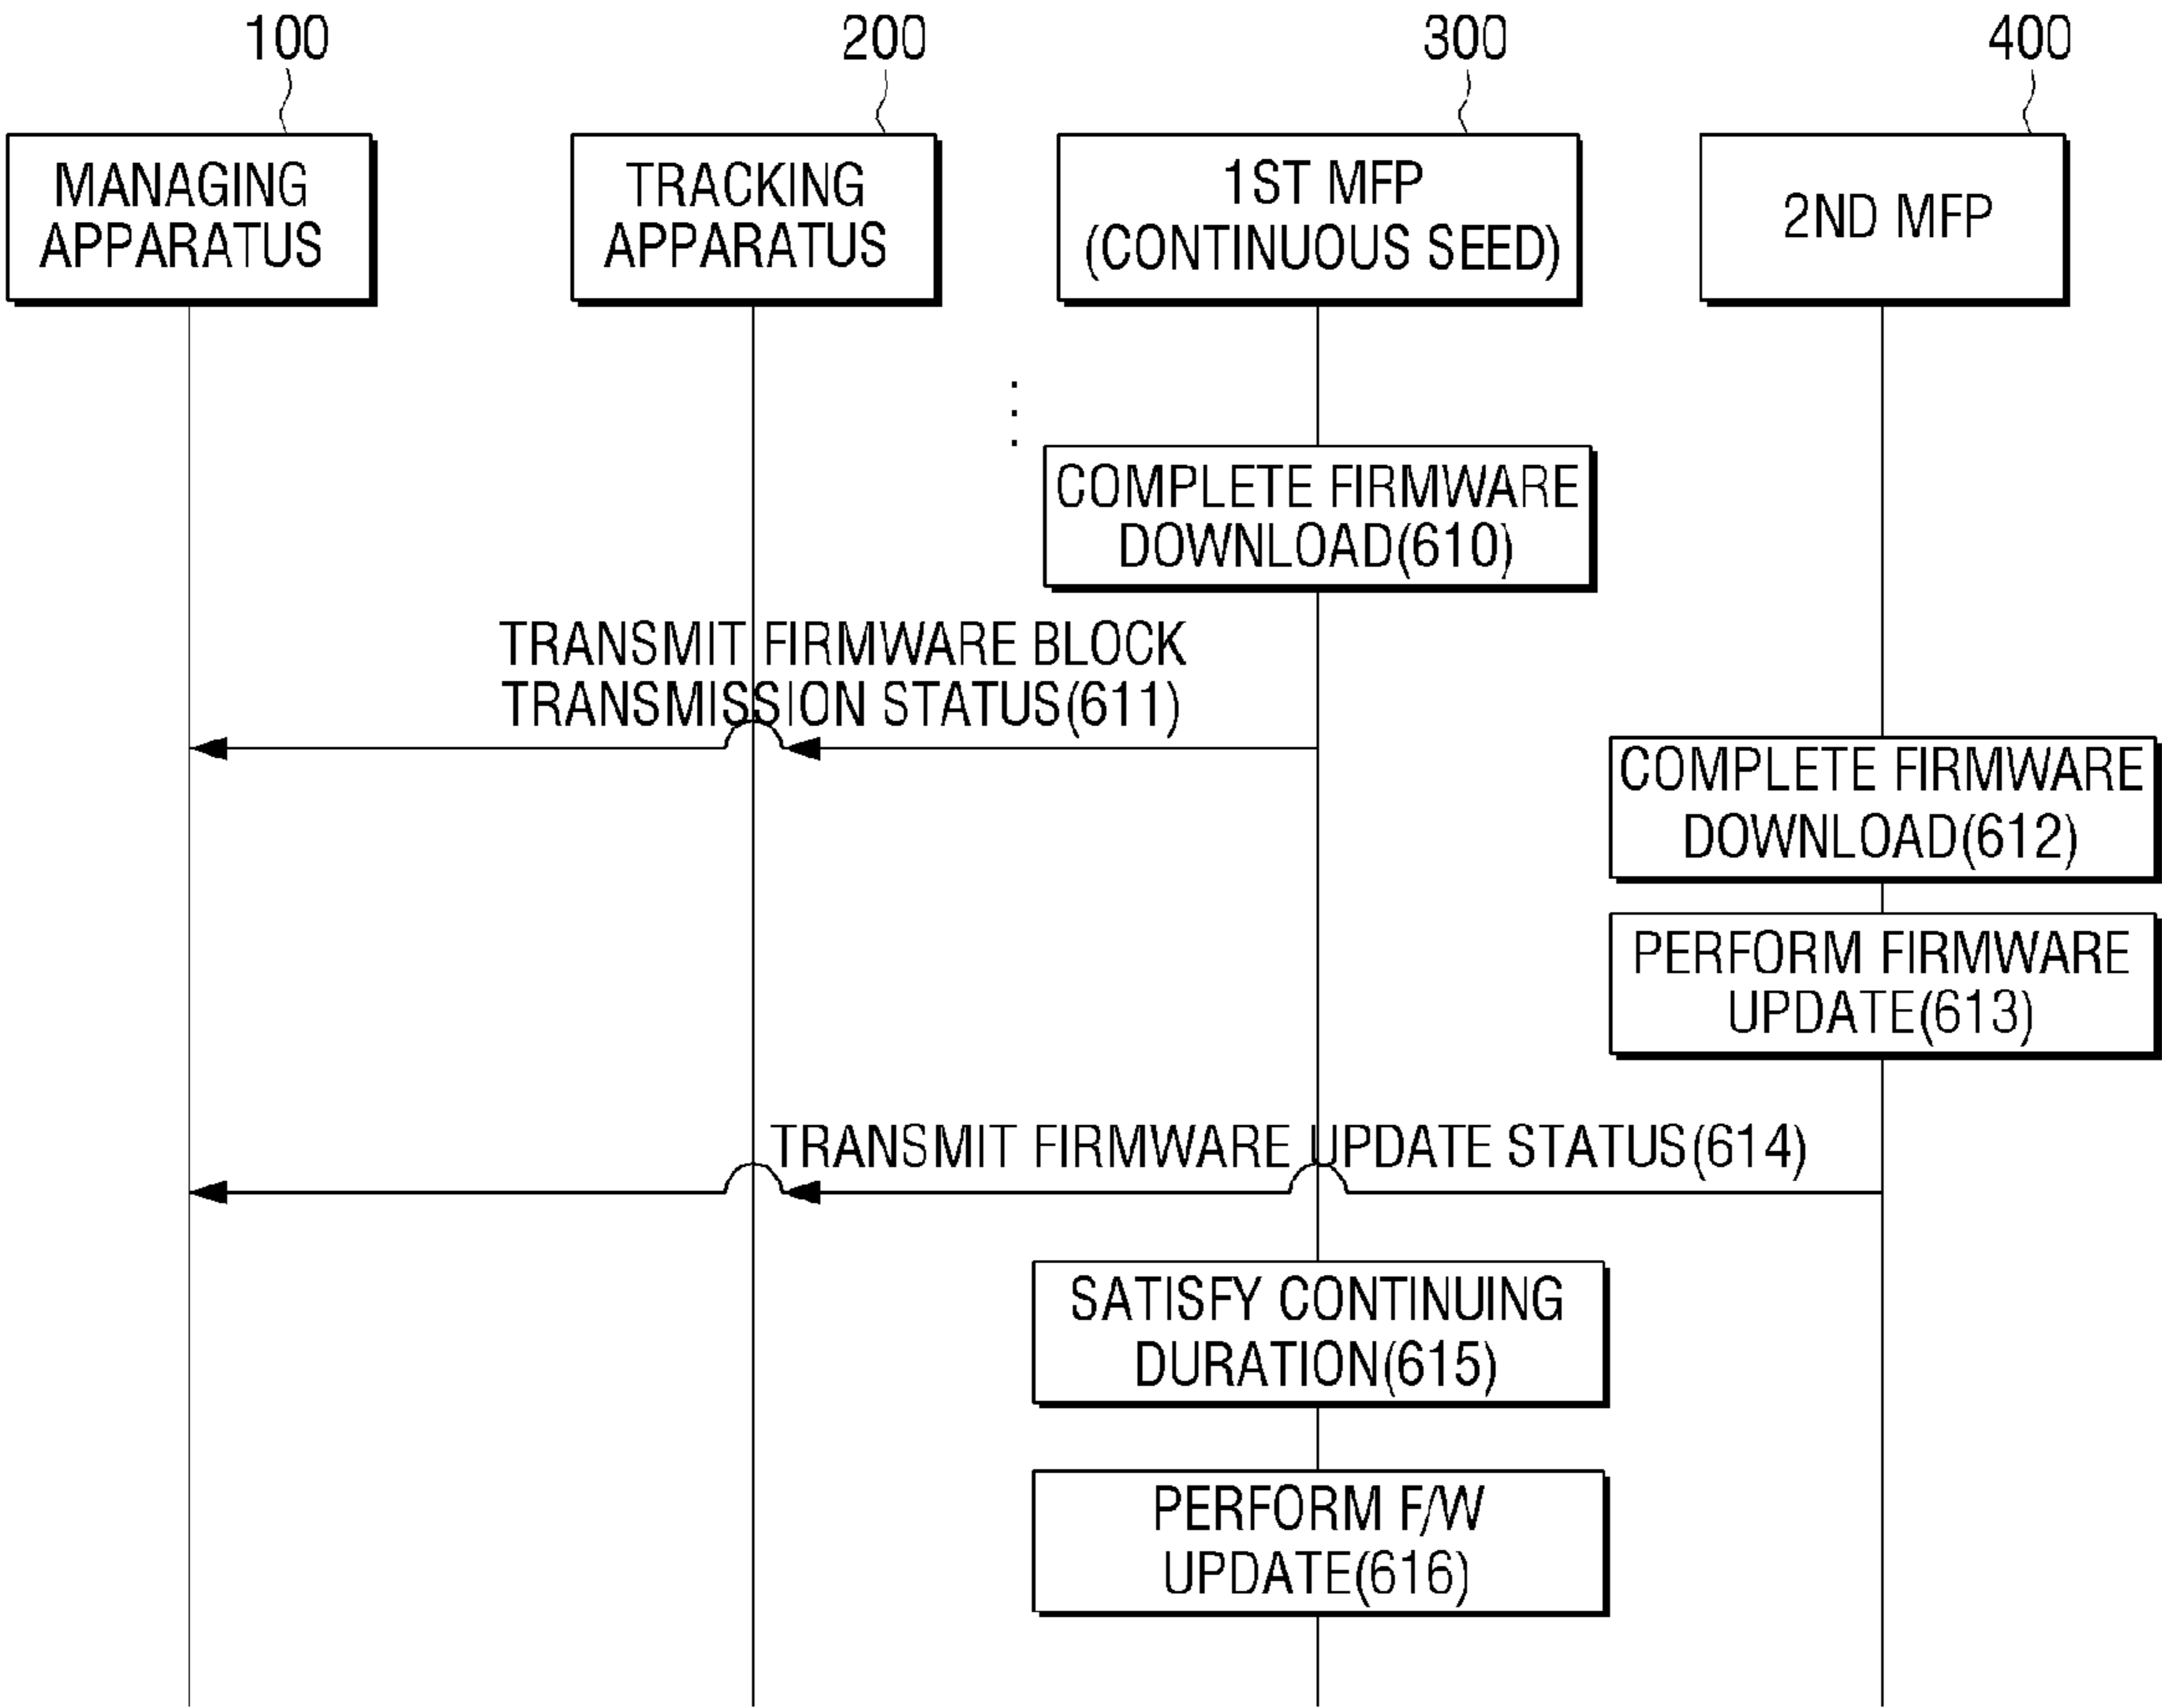 100
200
300
400
MANAGING
APPARATUS
TRACKING
APPARATUS
1ST MFP
(CONTINUOUS SEED)
2ND MFP
COMPLETE FIRMWARE
DOWNLOAD(610)
TRANSMIT FIRMWARE BLOCK
TRANSMISSION STATUS(611)
COMPLETE FIRMWARE
DOWNLOAD(612)
PERFORM FIRMWARE
UPDATE(613)
TRANSMIT FIRMWARE UPDATE STATUS(614)
SATISFY CONTINUING
DURATION(615)
PERFORM F/W
UPDATE(616)